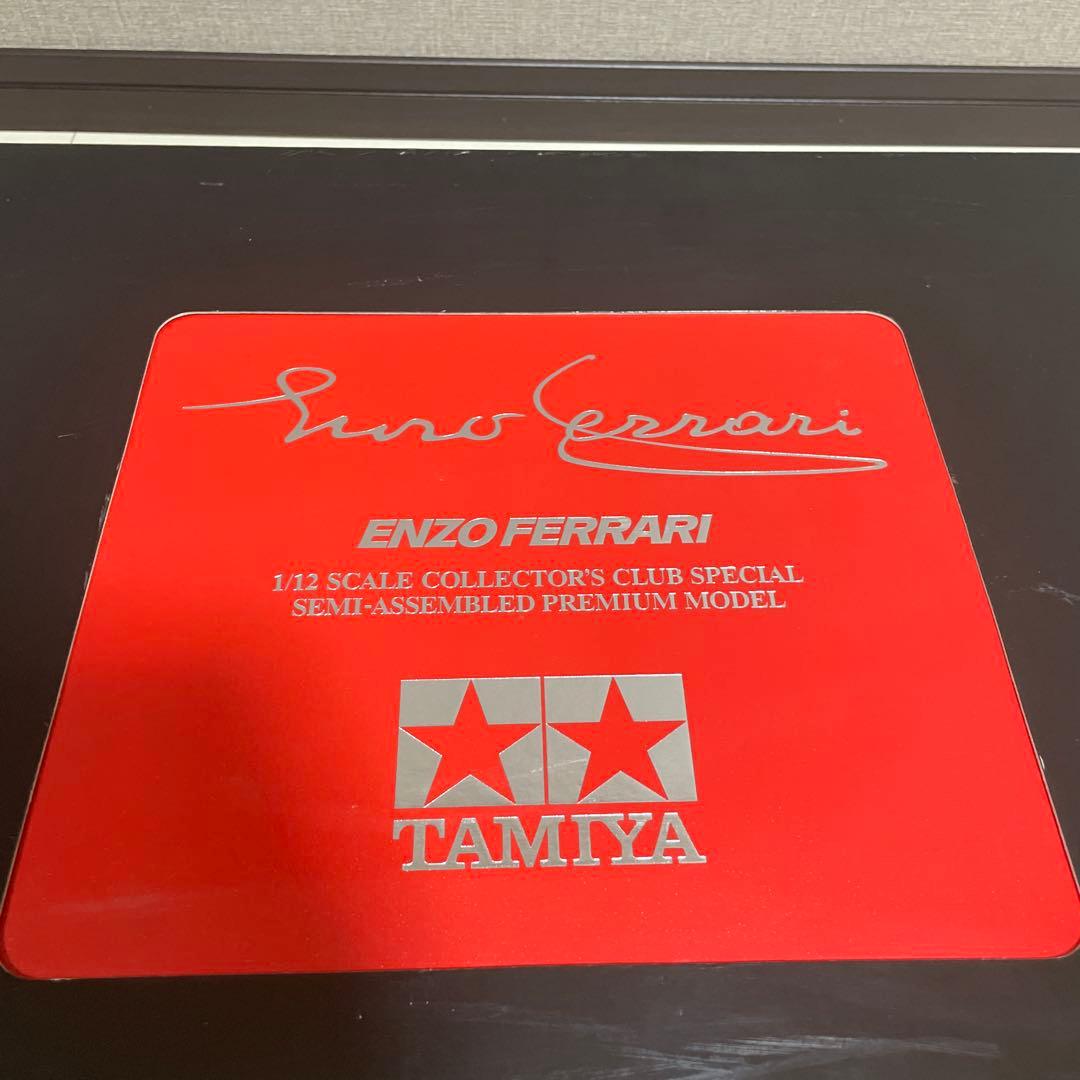 Enzo Ferrari
ENZO FERRARI
1/12 SCALE COLLECTOR'S CLUB SPECIAL
SEMI-ASSEMBLED PREMIUM MODEL
TAMIYA